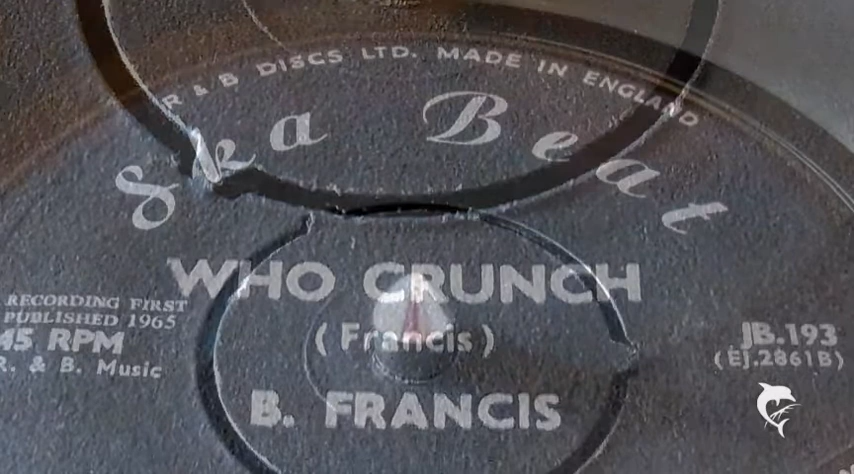 R & B DISCS LTD. MADE IN ENGLAND
Ska Beat
WHO CRUNCH
(Francis)
B. FRANCIS
RECORDING FIRST
PUBLISHED 1965
45 RPM
R. & B. Music
JB.193
(EJ.2861B)